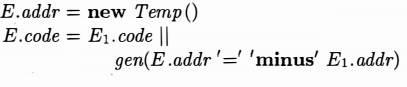 E.addr = new Temp()
E.code = E₁.code ||
gen(E.addr '=' 'minus' E₁.addr)